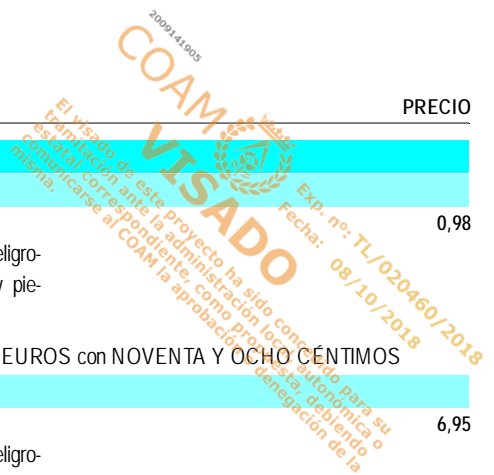 2009141905
COAM
VISADO
El visado de este proyecto ha sido concedido para su
tramitación ante la administración local autonómica o
estatal correspondiente, como propuesta, debiendo
comunicarse al COAM la aprobación o denegación de la
misma.
Exp. nº: TL/020460/2018
Fecha: 08/10/2018
PRECIO
0,98
eligro-
y pie-
EUROS con NOVENTA Y OCHO CÉNTIMOS
6,95
eligro-